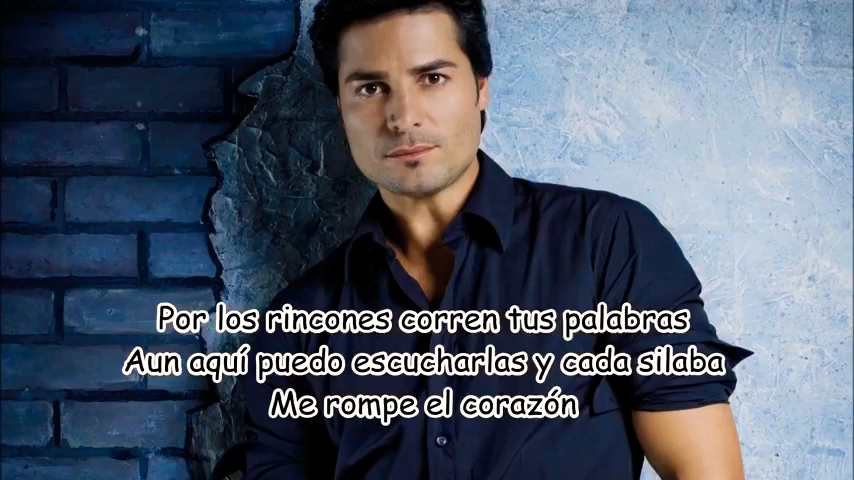 Por los rincones corren tus palabras
Aun aquí puedo escucharlas y cada silaba
Me rompe el corazón